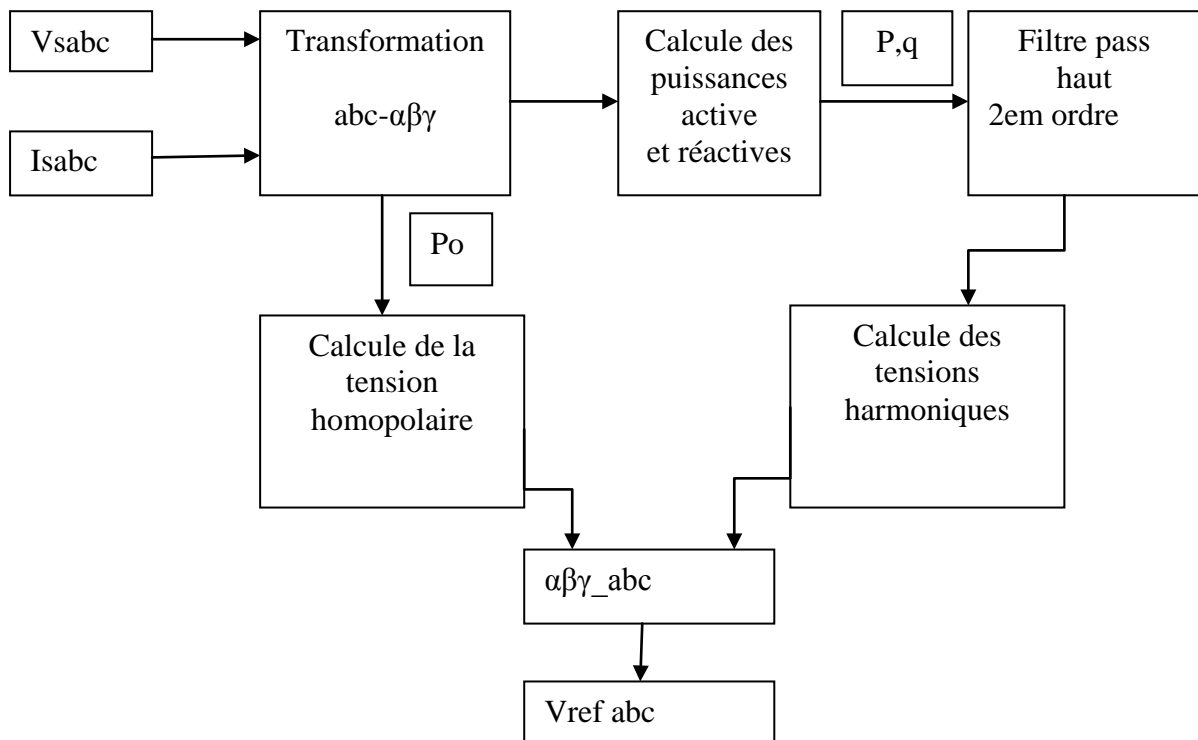 Vsabc
Transformation
abc-αβγ
Calcule des
puissances
active
et réactives
P,q
Filtre pass
haut
2em ordre
Isabc
Po
Calcule de la
tension
homopolaire
Calcule des
tensions
harmoniques
αβγ_abc
Vref abc